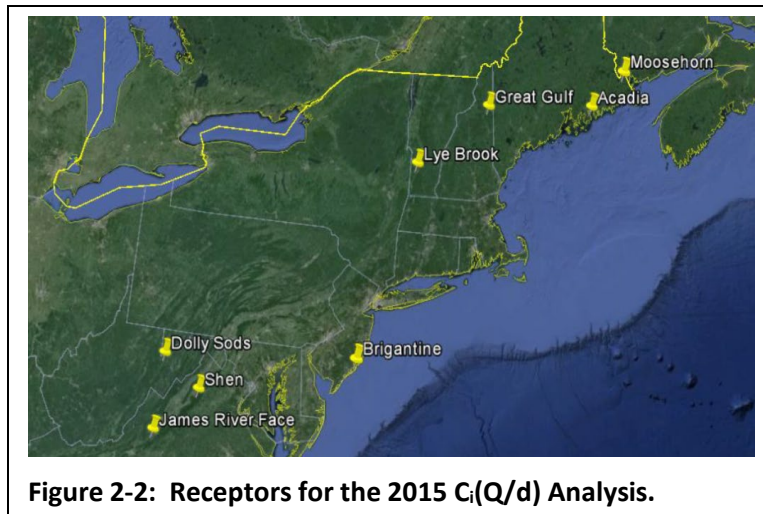 Moosehorn
Great Gulf
Acadia
Lye Brook
Dolly Sods
Brigantine
Shen
James River Face
Figure 2-2: Receptors for the 2015 Cᵢ(Q/d) Analysis.